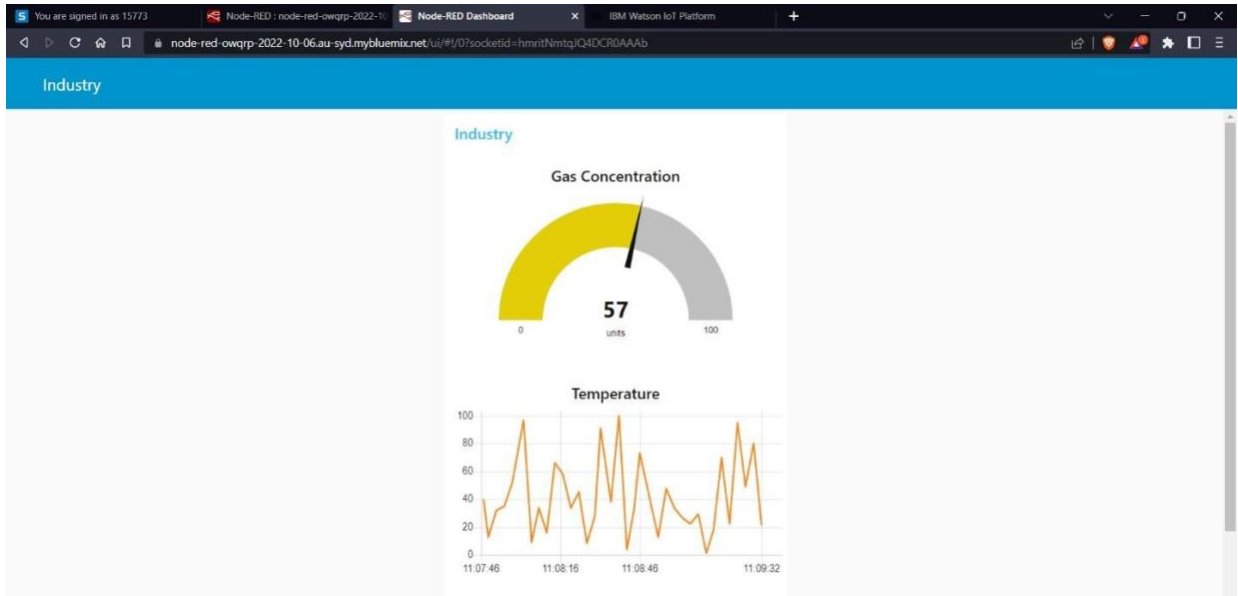 S You are signed in as 15773
Node-RED : node-red-owqrp-2022-10
Node-RED Dashboard
IBM Watson IoT Platform
node-red-owqrp-2022-10-06.au-syd.mybluemix.net/ui/#!/0?socketid=hmritNmtqJQ4DCR0AAAb
Industry
Industry
Gas Concentration
57
0 units 100
Temperature
100
80
60
40
20
0
11:07:46 11:08:16 11:08:46 11:09:32